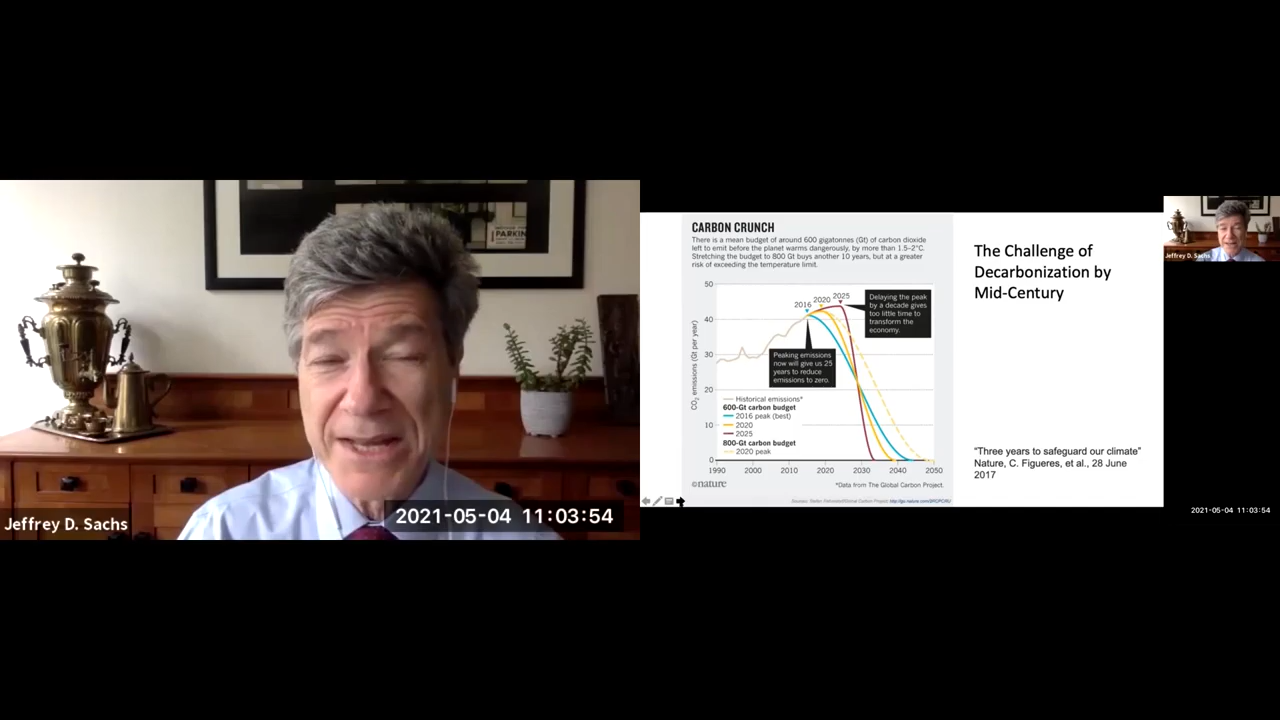 PARKIN
Jeffrey D. Sachs
2021-05-04 11:03:54
CARBON CRUNCH
There is a mean budget of around 600 gigatonnes (Gt) of carbon dioxide
left to emit before the planet warms dangerously, by more than 1.5–2°C.
Stretching the budget to 800 Gt buys another 10 years, but at a greater
risk of exceeding the temperature limit.
50
40
30
20
10
0
CO2 emissions (Gt per year)
2016
2020
2025
Delaying the peak
by a decade gives
too little time to
transform the
economy.
Peaking emissions
now will give us 25
years to reduce
emissions to zero.
Historical emissions*
600-Gt carbon budget
2016 peak (best)
2020
2025
800-Gt carbon budget
2020 peak
1990
2000
2010
2020
2030
2040
2050
©nature
*Data from The Global Carbon Project.
The Challenge of
Decarbonization by
Mid-Century
"Three years to safeguard our climate"
Nature, C. Figueres, et al., 28 June
2017
Jeffrey D. Sachs
2021-05-04 11:03:54